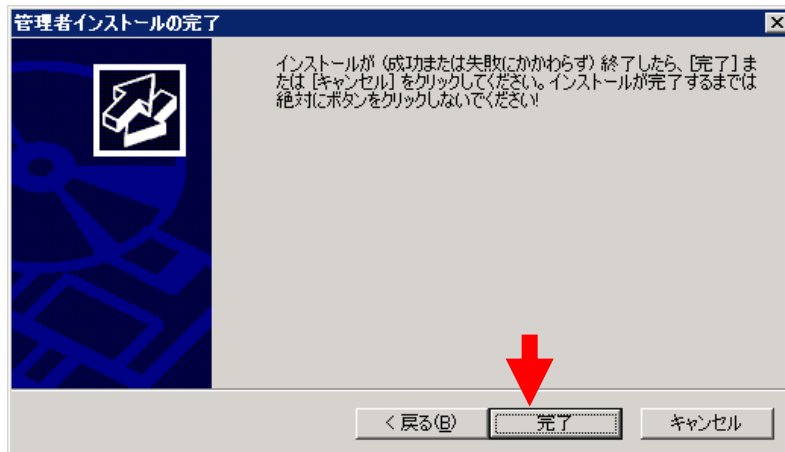 管理者インストールの完了
インストールが (成功または失敗にかかわらず) 終了したら、[完了] ま
たは [キャンセル] をクリックしてください。インストールが完了するまでは
絶対にボタンをクリックしないでください!
< 戻る(B) 完了 キャンセル